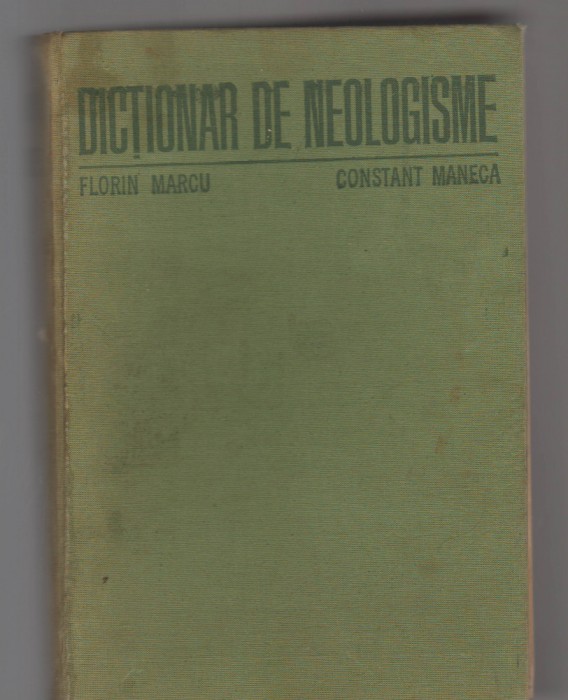 DICȚIONAR DE NEOLOGISME
FLORIN MARCU CONSTANT MANECA